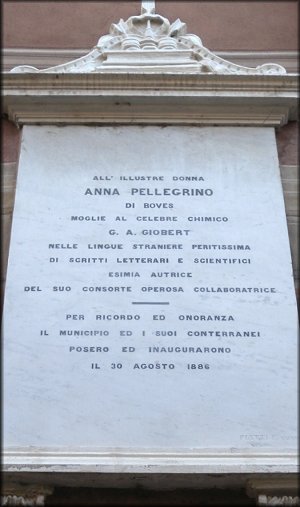 ALL' ILLUSTRE DONNA
ANNA PELLEGRINO
DI BOVES
MOGLIE AL CELEBRE CHIMICO
G. A. GIOBERT
NELLE LINGUE STRANIERE PERITISSIMA
DI SCRITTI LETTERARI E SCIENTIFICI
ESIMIA AUTRICE
DEL SUO CONSORTE OPEROSA COLLABORATRICE
PER RICORDO ED ONORANZA
IL MUNICIPIO ED I SUOI CONTERRANEI
POSERO ED INAUGURARONO
IL 30 AGOSTO 1886